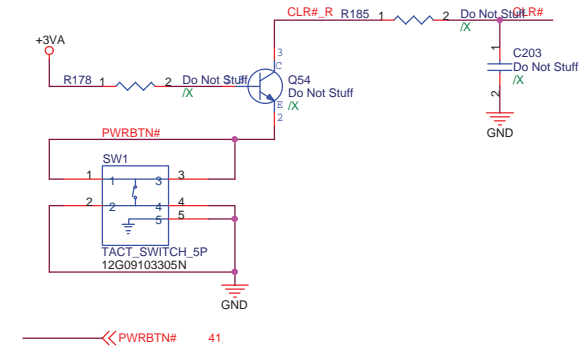 CLR#_R R185 1 2 Do Not Stuff CLR#
/X
+3VA
3
C
1
C203
Do Not Stuff
/X
2
GND
R178 1 2 Do Not Stuff
/X
Q54
Do Not Stuff
/X
E
2
PWRBTN#
SW1
1 1 3 3
2 2 4 4
5 5
TACT_SWITCH_5P
12G09103305N
GND
PWRBTN# 41